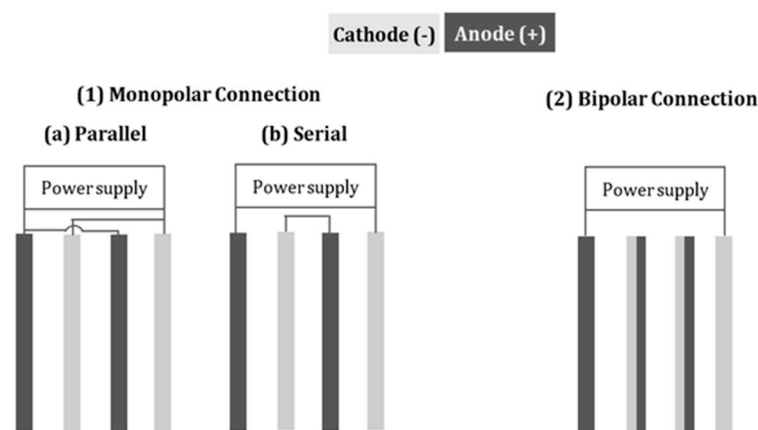 Cathode (-) Anode (+)
(1) Monopolar Connection
(2) Bipolar Connection
(a) Parallel
(b) Serial
Power supply
Power supply
Power supply